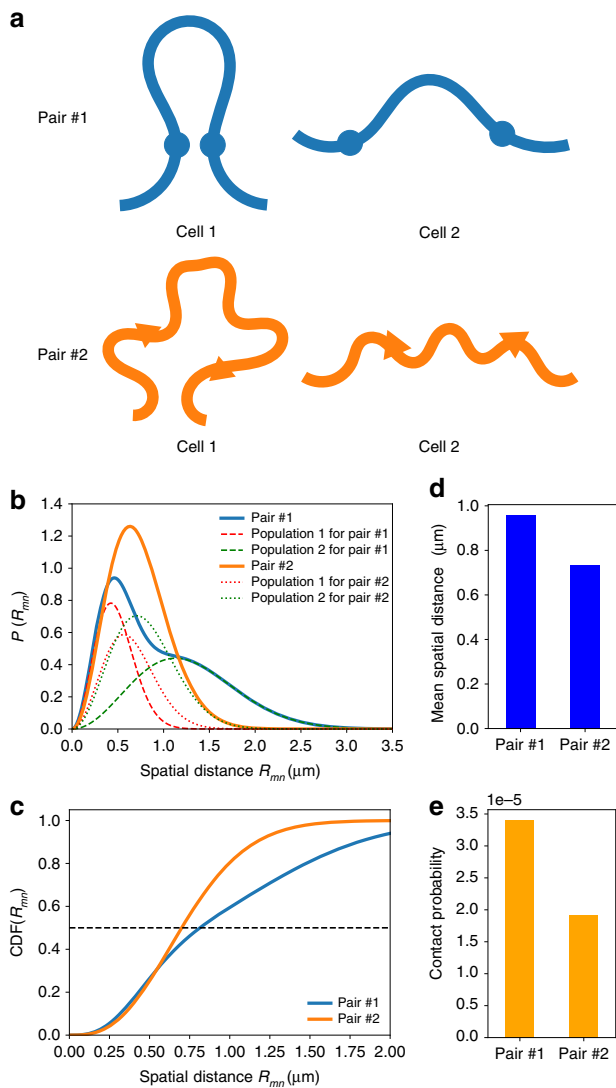 a
Pair #1
Cell 1
Cell 2
Pair #2
Cell 1
Cell 2
b
1.4
1.2
1.0
0.8
0.6
0.4
0.2
0.0
P (Rmn)
Pair #1
Population 1 for pair #1
Population 2 for pair #1
Pair #2
Population 1 for pair #2
Population 2 for pair #2
0.0 0.5 1.0 1.5 2.0 2.5 3.0 3.5
Spatial distance Rmn (μm)
d
1.0
0.8
0.6
0.4
0.2
0.0
Mean spatial distance (μm)
Pair #1 Pair #2
c
1.0
0.8
0.6
0.4
0.2
0.0
CDF(Rmn)
Pair #1
Pair #2
0.00 0.25 0.50 0.75 1.00 1.25 1.50 1.75 2.00
Spatial distance Rmn (μm)
e
1e–5
3.5
3.0
2.5
2.0
1.5
1.0
0.5
0.0
Contact probability
Pair #1 Pair #2